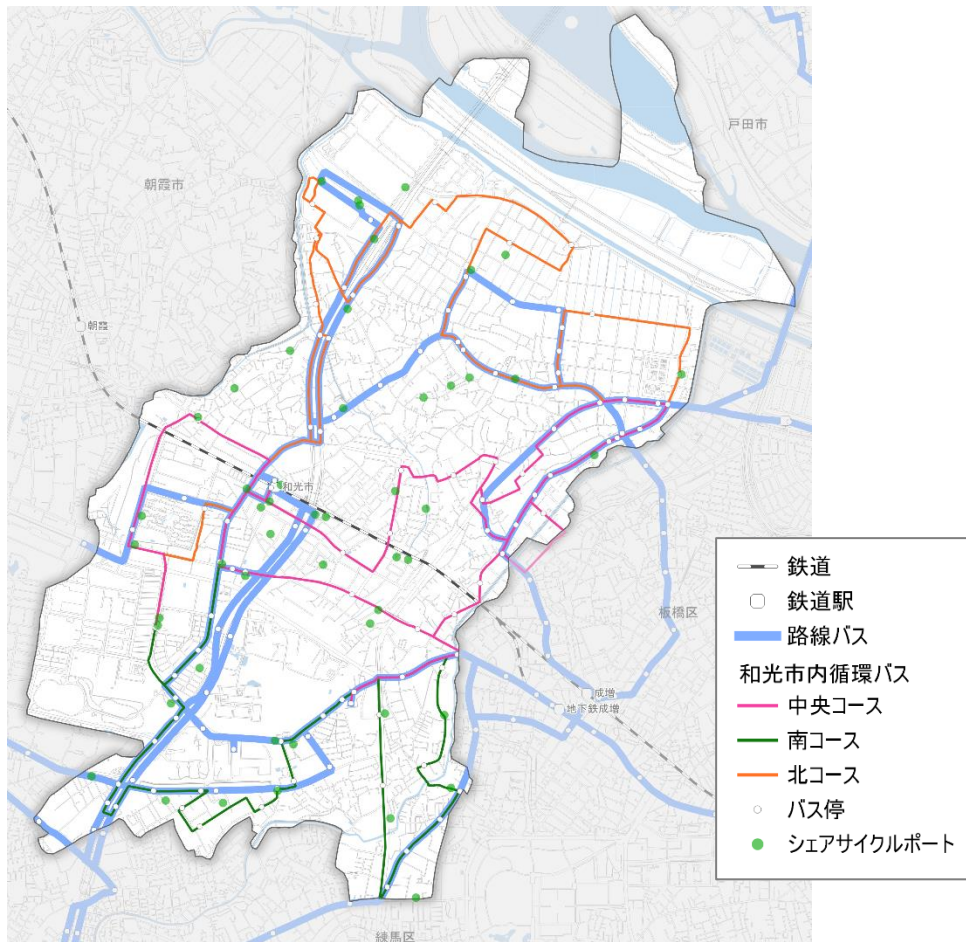 戸田市
朝霞市
朝霞
和光市
板橋区
成増
地下鉄成増
練馬区
鉄道
鉄道駅
路線バス
和光市内循環バス
中央コース
南コース
北コース
バス停
シェアサイクルポート